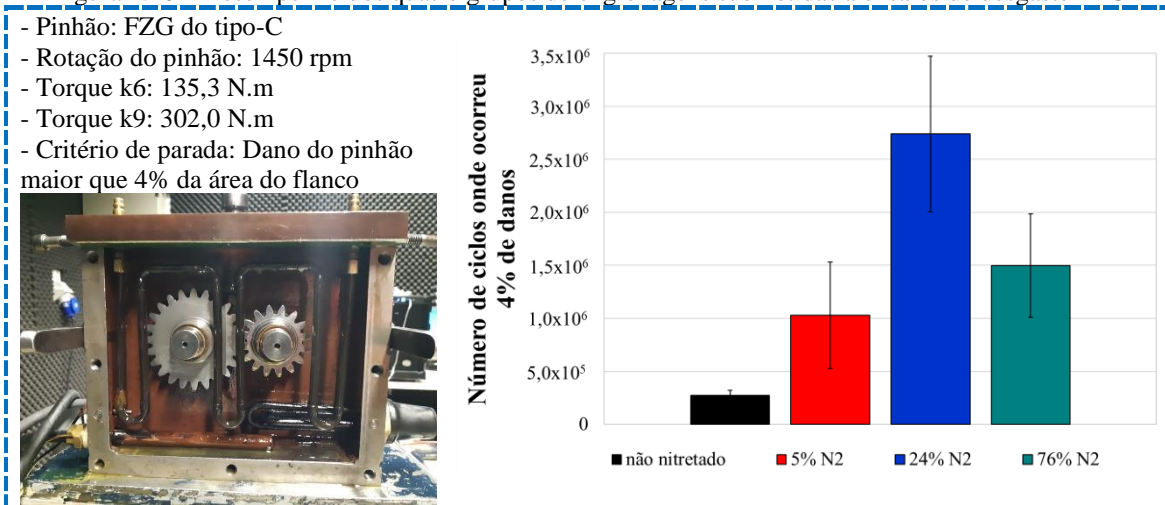 - Pinhão: FZG do tipo-C
- Rotação do pinhão: 1450 rpm
- Torque k6: 135,3 N.m
- Torque k9: 302,0 N.m
- Critério de parada: Dano do pinhão
maior que 4% da área do flanco
Número de ciclos onde ocorreu
4% de danos
3,5x10⁶
3,0x10⁶
2,5x10⁶
2,0x10⁶
1,5x10⁶
1,0x10⁶
5,0x10⁵
0
não nitretado
5% N2
24% N2
76% N2